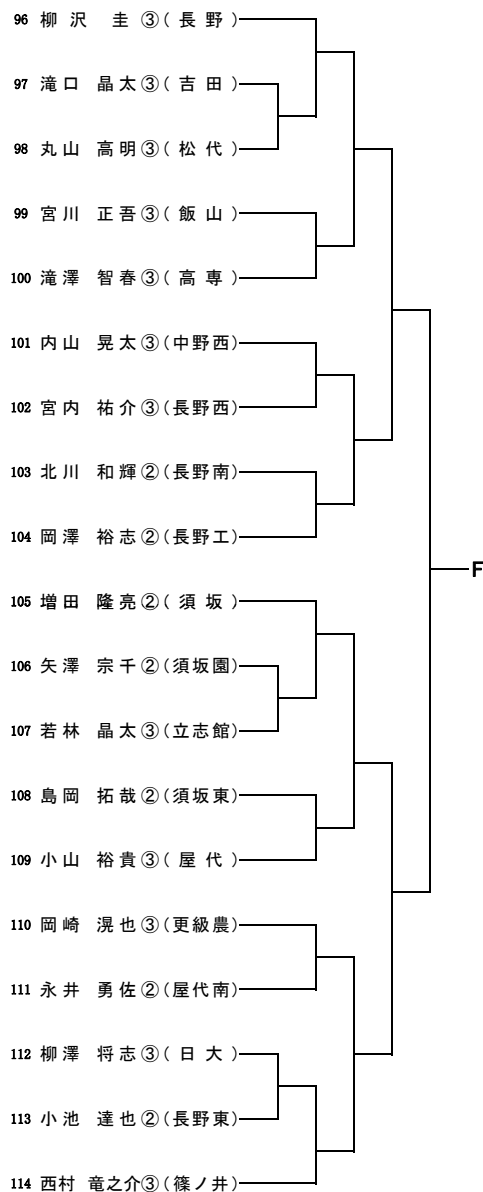 96 柳沢 圭③(長野)
97 滝口 晶太③(吉田)
98 丸山 高明③(松代)
99 宮川 正吾③(飯山)
100 滝澤 智春③(高専)
101 内山 晃太③(中野西)
102 宮内 祐介③(長野西)
103 北川 和輝②(長野南)
104 岡澤 裕志②(長野工)
F
105 増田 隆亮②(須坂)
106 矢澤 宗千②(須坂園)
107 若林 晶太③(立志館)
108 島岡 拓哉②(須坂東)
109 小山 裕貴③(屋代)
110 岡崎 滉也③(更級農)
111 永井 勇佐②(屋代南)
112 柳澤 将志③(日大)
113 小池 達也②(長野東)
114 西村 竜之介③(篠ノ井)